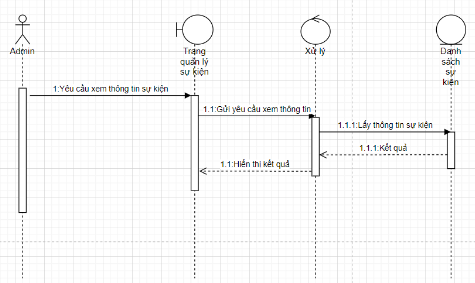 Admin
Trang
quản lý
sự kiện
Xử lý
Danh
sách
sự
kiện
1:Yêu cầu xem thông tin sự kiện
1.1:Gửi yêu cầu xem thông tin
1.1.1:Lấy thông tin sự kiện
1.1.1:Kết quả
1.1:Hiển thi kết quả